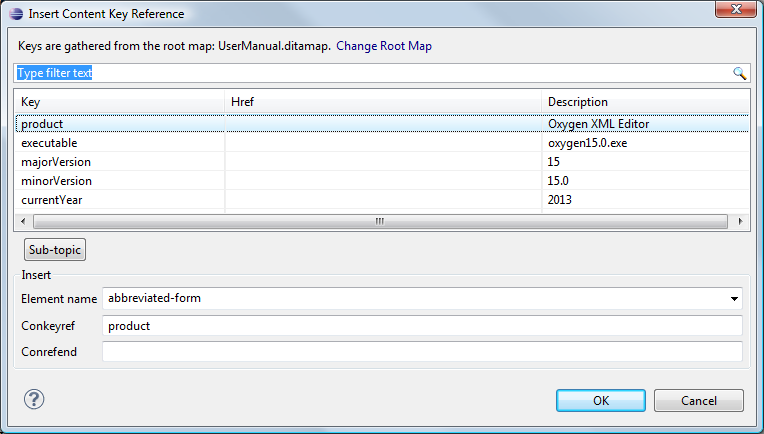 Insert Content Key Reference
Keys are gathered from the root map: UserManual.ditamap. Change Root Map
Type filter text
Key Href Description
product Oxygen XML Editor
executable oxygen15.0.exe
majorVersion 15
minorVersion 15.0
currentYear 2013
Sub-topic
Insert
Element name abbreviated-form
Conkeyref product
Conrefend
? OK Cancel